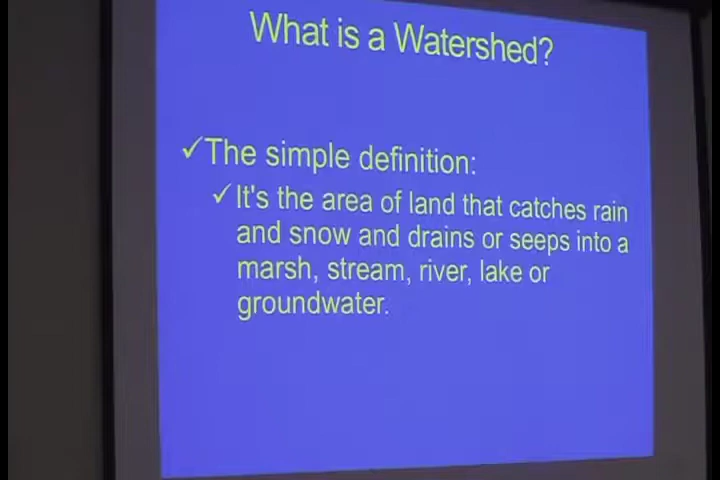 What is a Watershed?
✓The simple definition:
✓It's the area of land that catches rain
and snow and drains or seeps into a
marsh, stream, river, lake or
groundwater.